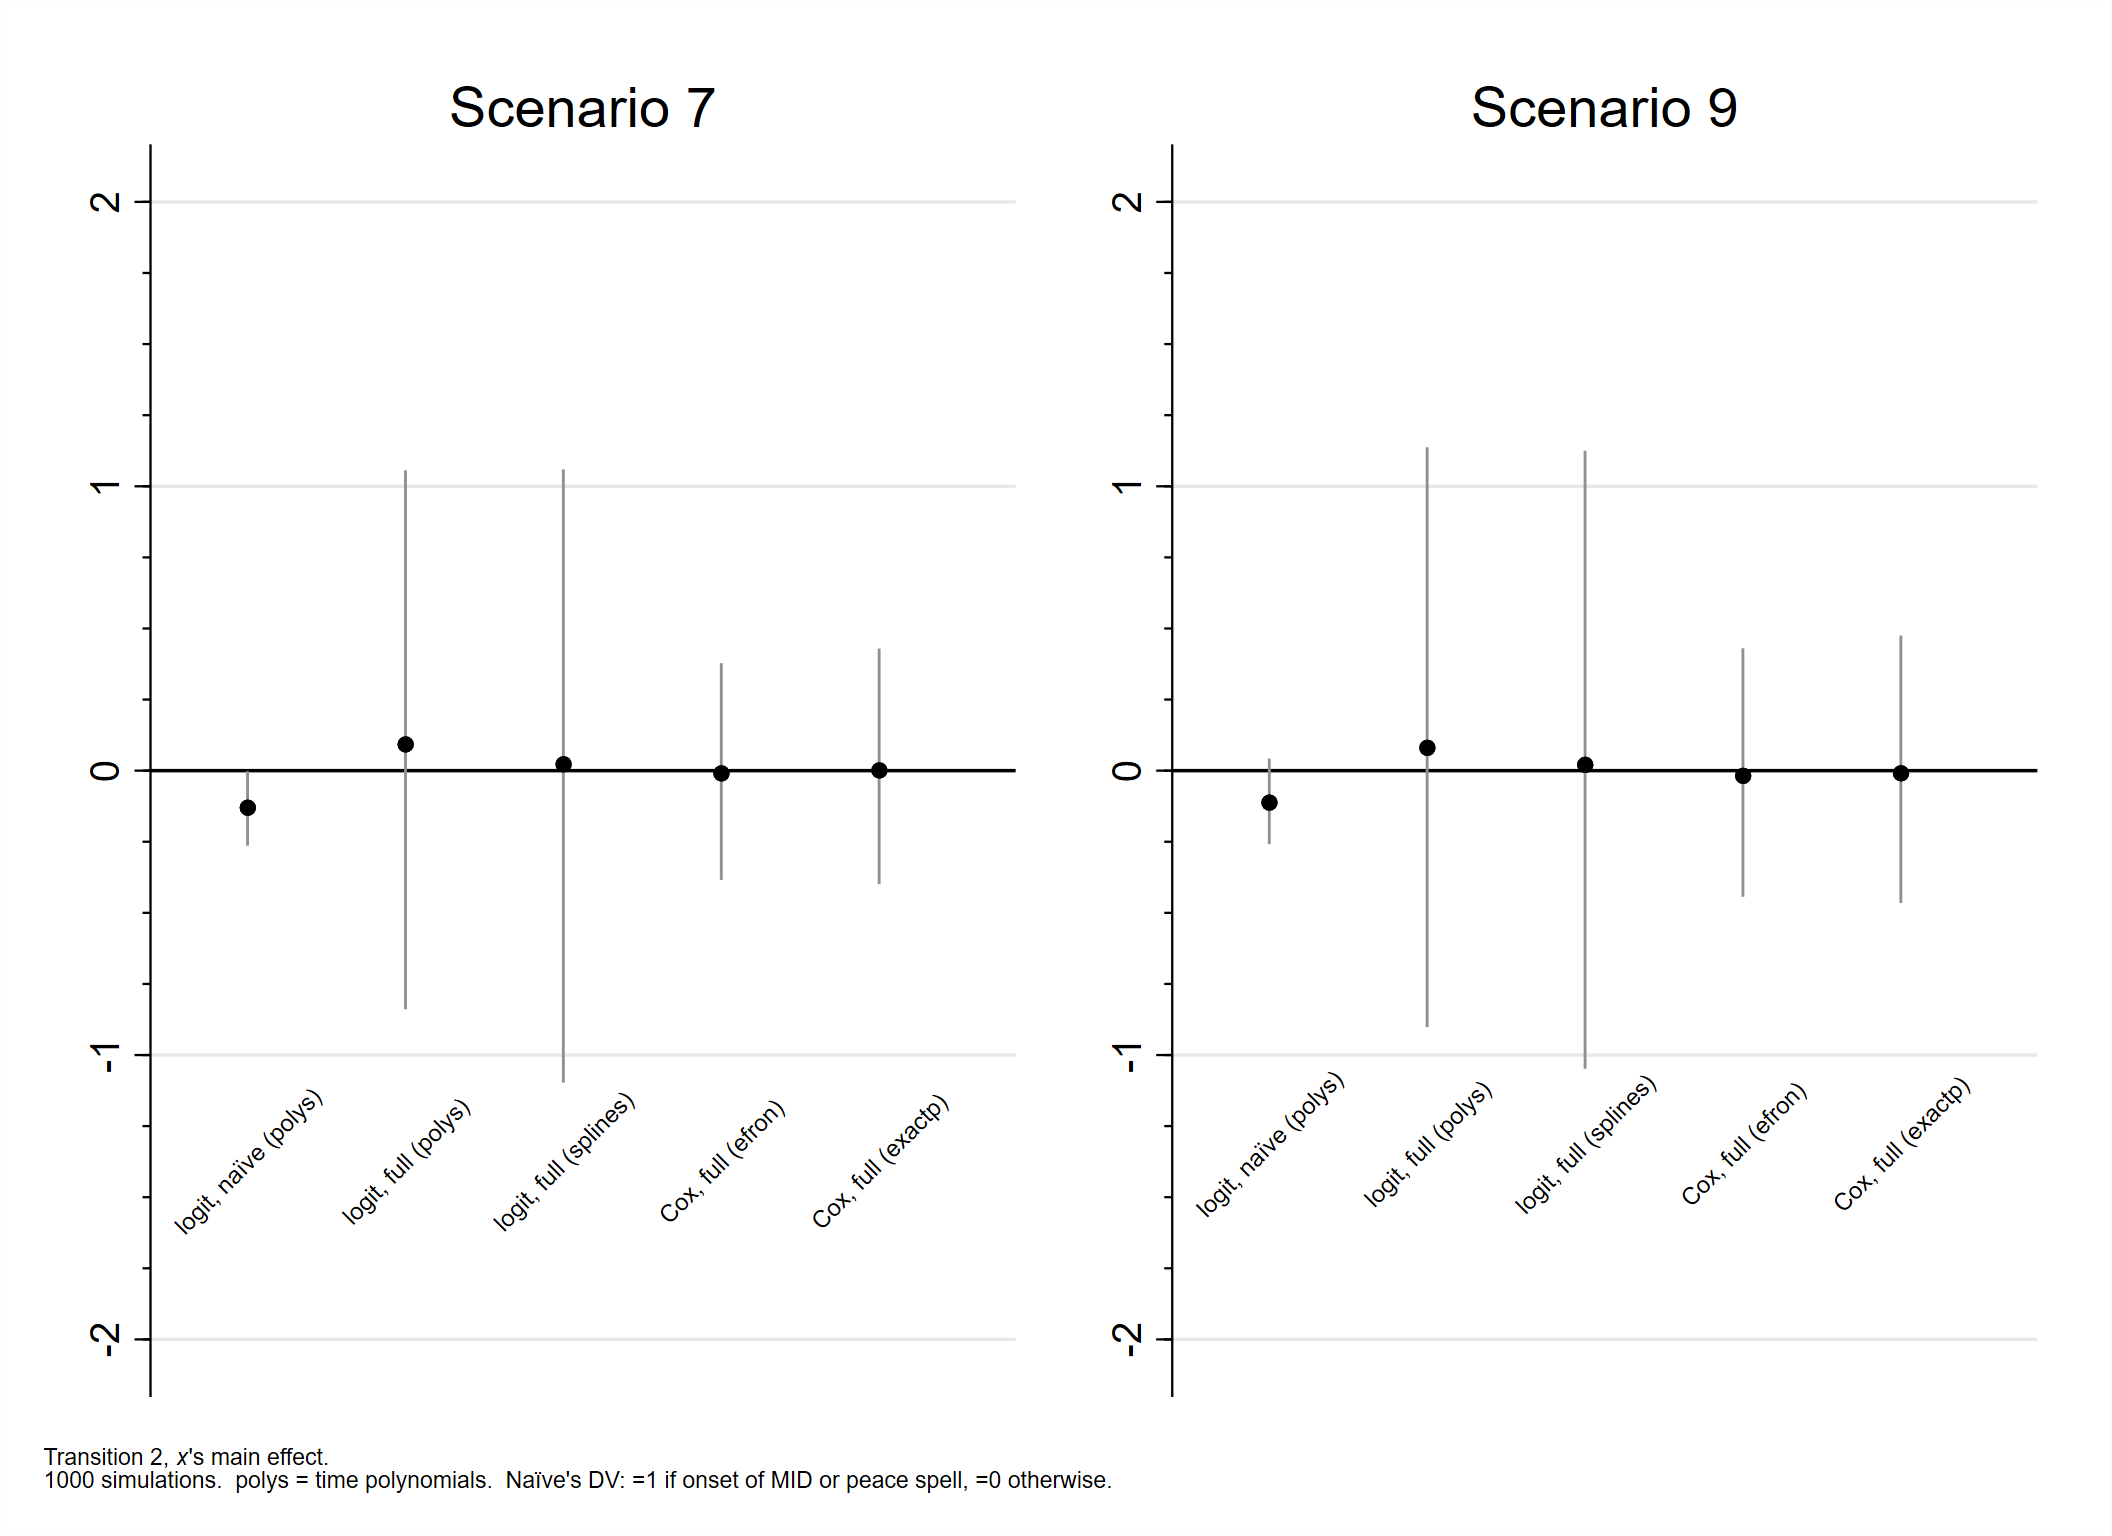 Scenario 7
2
1
0
-1
-2
logit, naïve (polys)
logit, full (polys)
logit, full (splines)
Cox, full (efron)
Cox, full (exactp)
Scenario 9
2
1
0
-1
-2
logit, naïve (polys)
logit, full (polys)
logit, full (splines)
Cox, full (efron)
Cox, full (exactp)
Transition 2, x's main effect.
1000 simulations.  polys = time polynomials.  Naïve's DV: =1 if onset of MID or peace spell, =0 otherwise.